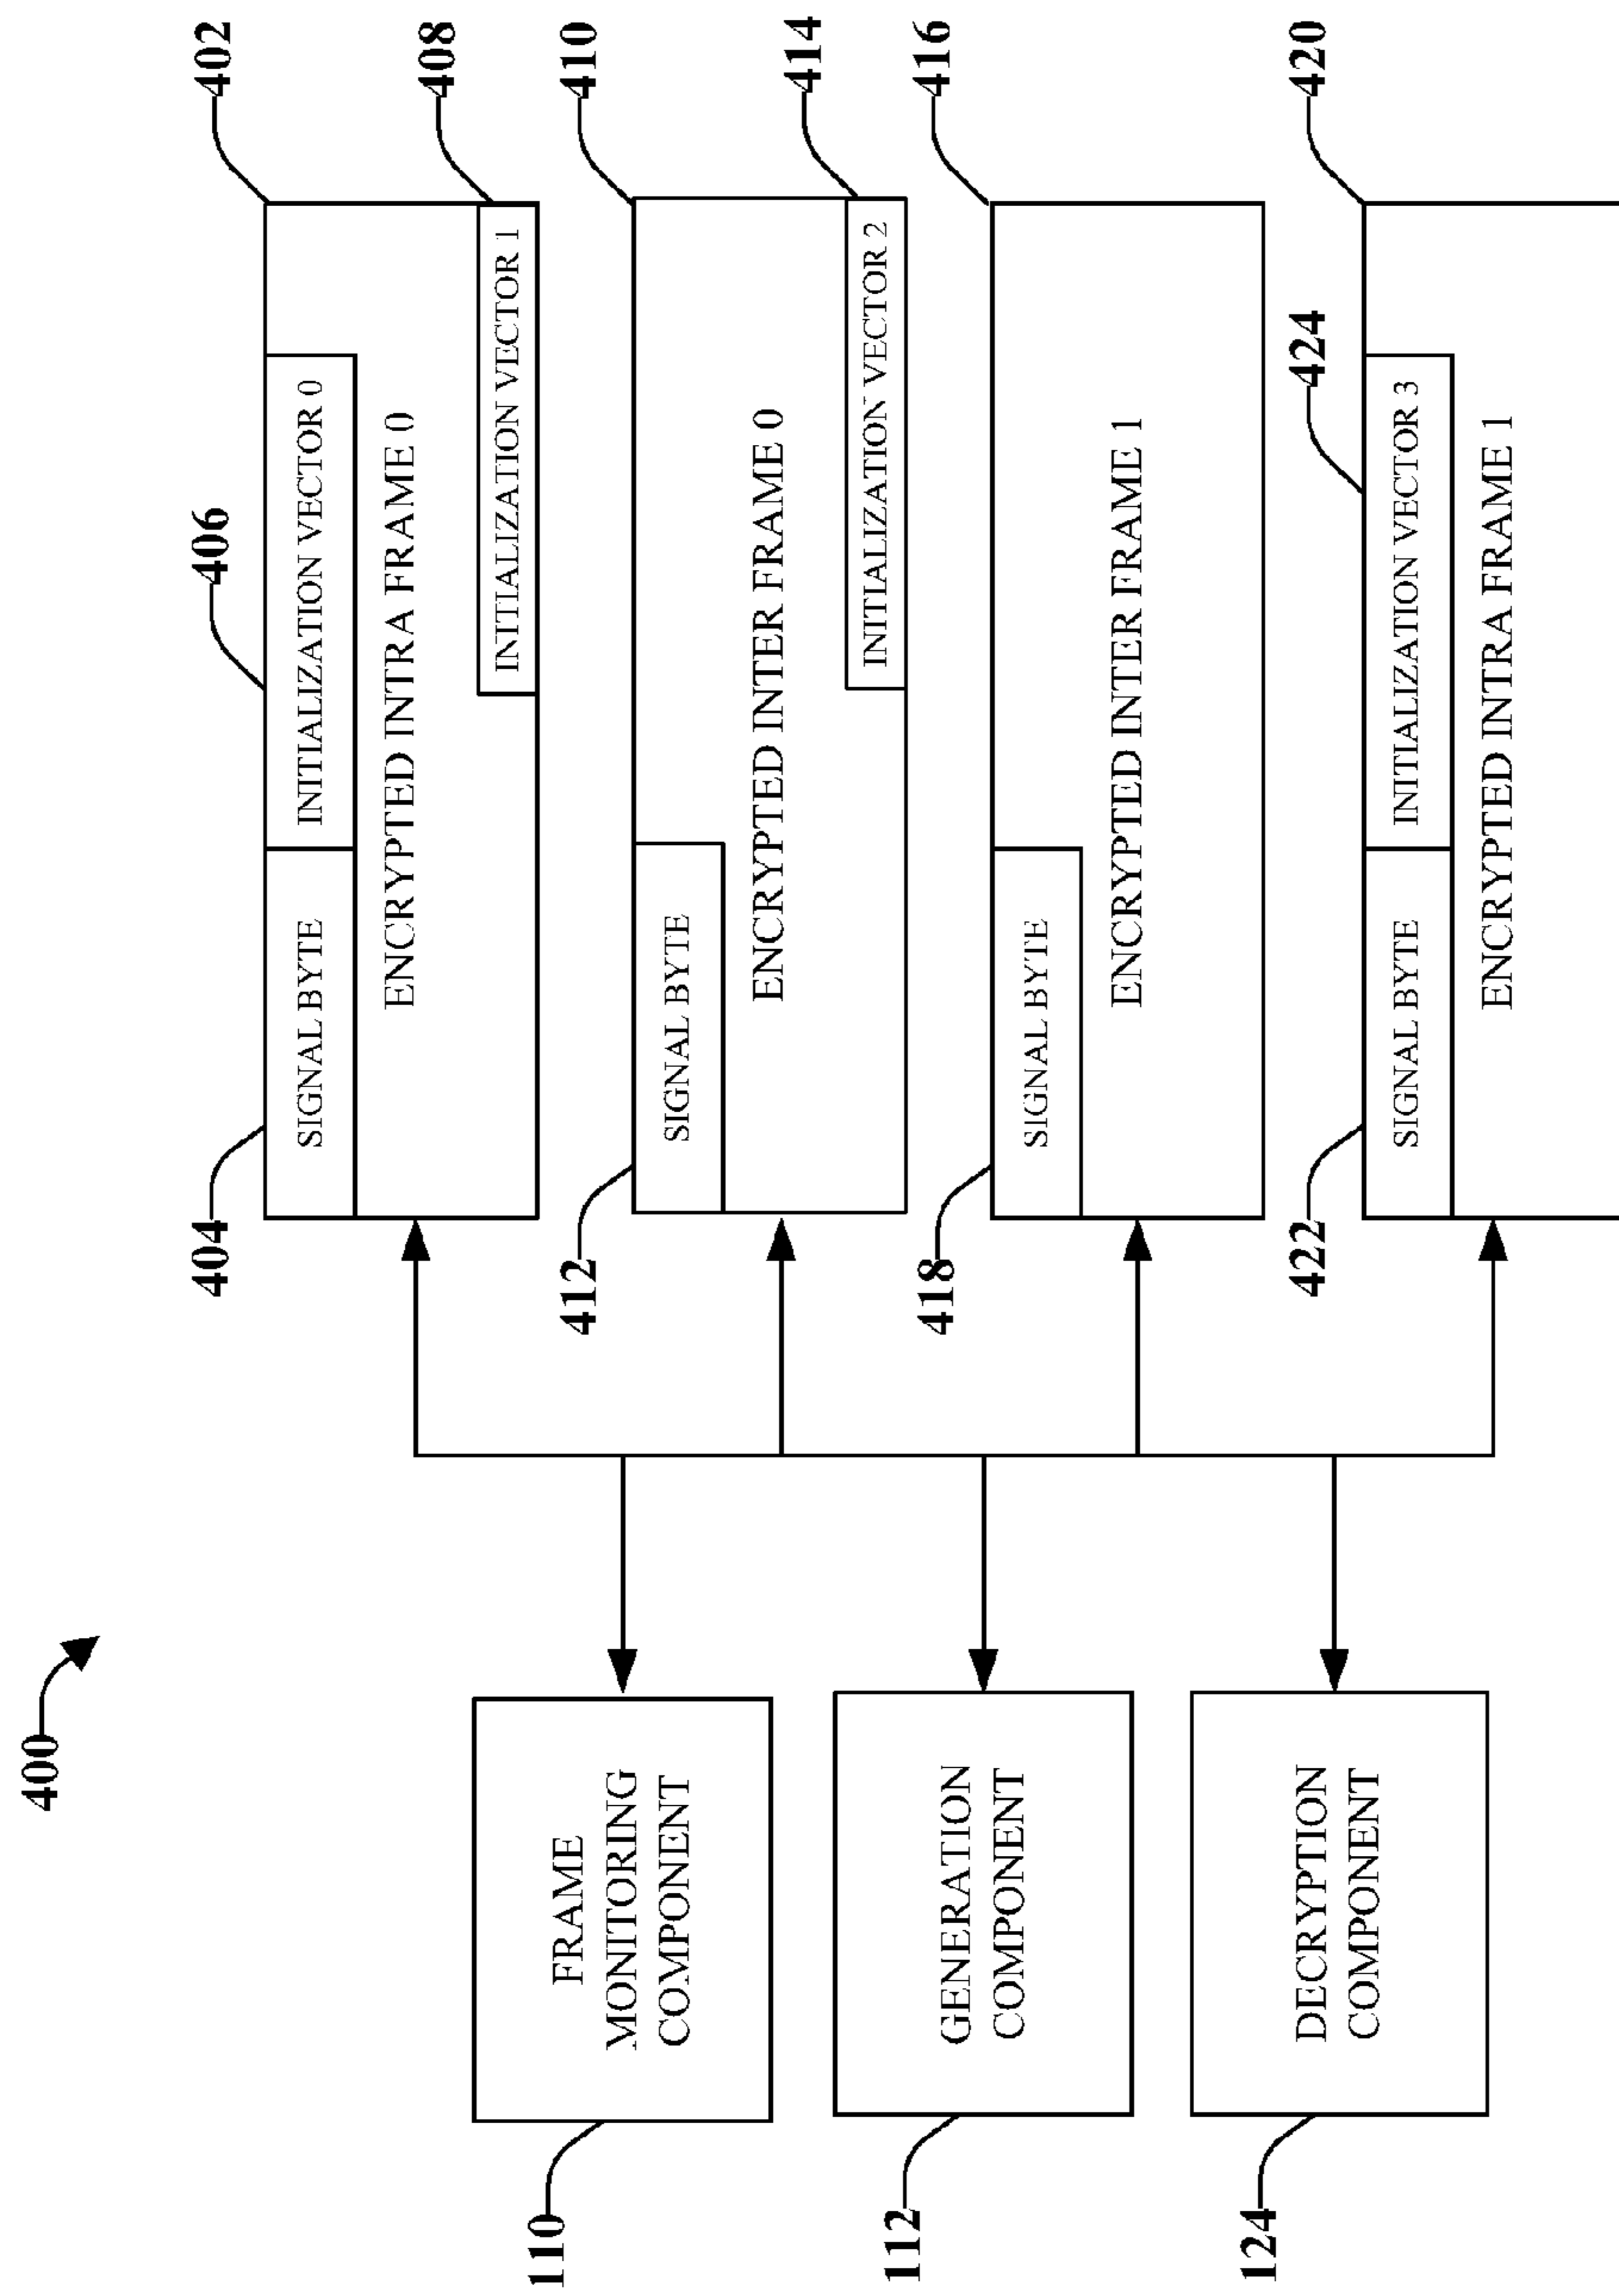 400
110
FRAME
MONITORING
COMPONENT
112
GENERATION
COMPONENT
124
DECRYPTION
COMPONENT
402
404
SIGNAL BYTE
406
INITIALIZATION VECTOR 0
ENCRYPTED INTRA FRAME 0
408
INITIALIZATION VECTOR 1
410
412
SIGNAL BYTE
ENCRYPTED INTER FRAME 0
414
INITIALIZATION VECTOR 2
416
418
SIGNAL BYTE
ENCRYPTED INTER FRAME 1
420
422
SIGNAL BYTE
424
INITIALIZATION VECTOR 3
ENCRYPTED INTRA FRAME 1